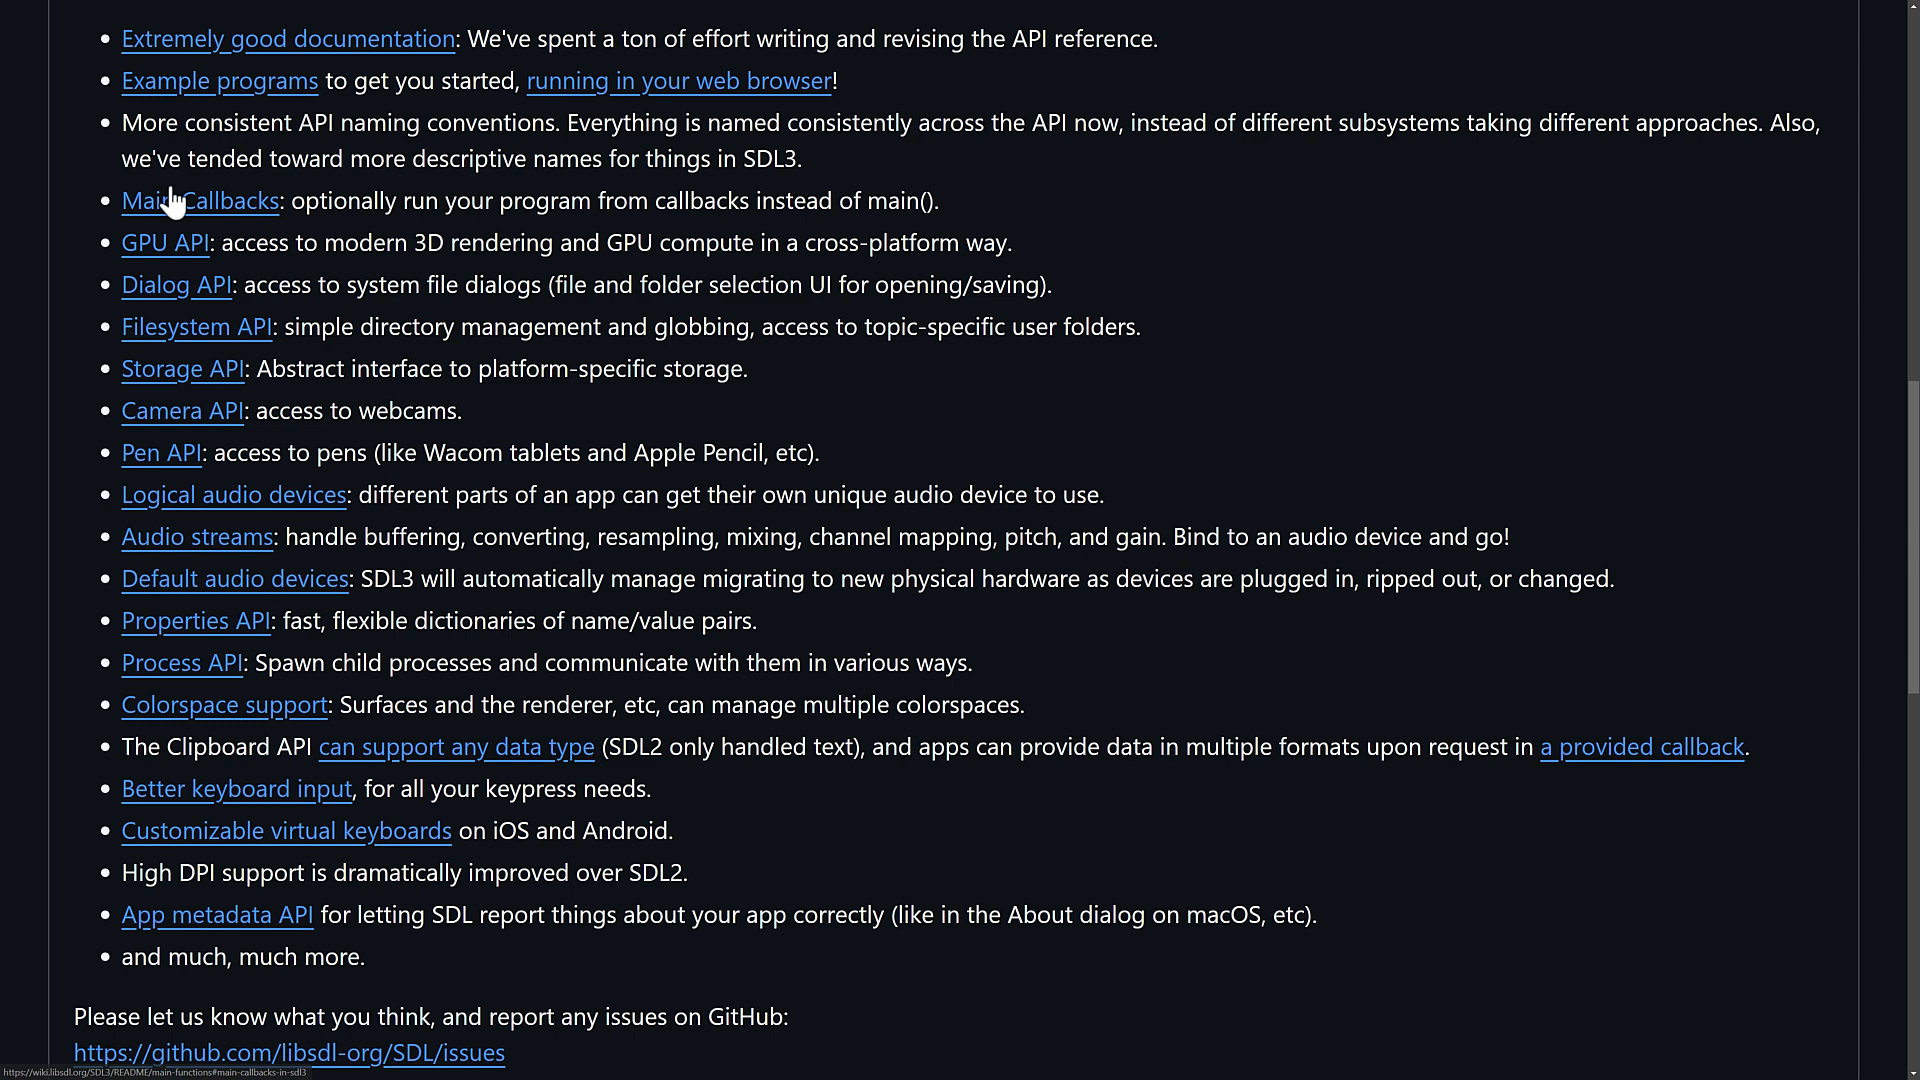 Extremely good documentation: We've spent a ton of effort writing and revising the API reference.
Example programs to get you started, running in your web browser!
More consistent API naming conventions. Everything is named consistently across the API now, instead of different subsystems taking different approaches. Also,
we've tended toward more descriptive names for things in SDL3.
Main Callbacks: optionally run your program from callbacks instead of main().
GPU API: access to modern 3D rendering and GPU compute in a cross-platform way.
Dialog API: access to system file dialogs (file and folder selection UI for opening/saving).
Filesystem API: simple directory management and globbing, access to topic-specific user folders.
Storage API: Abstract interface to platform-specific storage.
Camera API: access to webcams.
Pen API: access to pens (like Wacom tablets and Apple Pencil, etc).
Logical audio devices: different parts of an app can get their own unique audio device to use.
Audio streams: handle buffering, converting, resampling, mixing, channel mapping, pitch, and gain. Bind to an audio device and go!
Default audio devices: SDL3 will automatically manage migrating to new physical hardware as devices are plugged in, ripped out, or changed.
Properties API: fast, flexible dictionaries of name/value pairs.
Process API: Spawn child processes and communicate with them in various ways.
Colorspace support: Surfaces and the renderer, etc, can manage multiple colorspaces.
The Clipboard API can support any data type (SDL2 only handled text), and apps can provide data in multiple formats upon request in a provided callback.
Better keyboard input, for all your keypress needs.
Customizable virtual keyboards on iOS and Android.
High DPI support is dramatically improved over SDL2.
App metadata API for letting SDL report things about your app correctly (like in the About dialog on macOS, etc).
and much, much more.
Please let us know what you think, and report any issues on GitHub:
https://github.com/libsdl-org/SDL/issues
https://wiki.libsdl.org/SDL3/README/main-functions#main-callbacks-in-sdl3